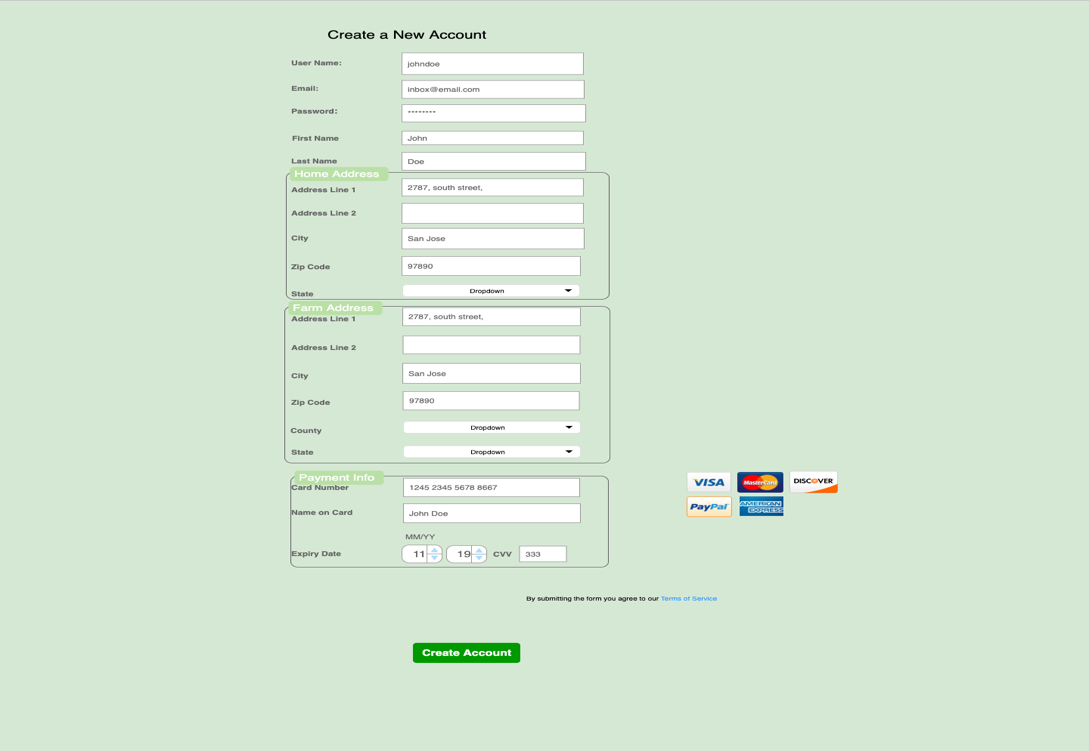 Create a New Account
User Name: johndoe
Email: inbox@email.com
Password: --------
First Name John
Last Name Doe
Home Address
Address Line 1 2787, south street,
Address Line 2
City San Jose
Zip Code 97890
State Dropdown
Farm Address
Address Line 1 2787, south street,
Address Line 2
City San Jose
Zip Code 97890
County Dropdown
State Dropdown
Payment Info
Card Number 1245 2345 5678 8667
VISA MasterCard DISCOVER
Name on Card John Doe
PayPal AMERICAN EXPRESS
MM/YY
Expiry Date 11 19 CVV 333
By submitting the form you agree to our Terms of Service
Create Account